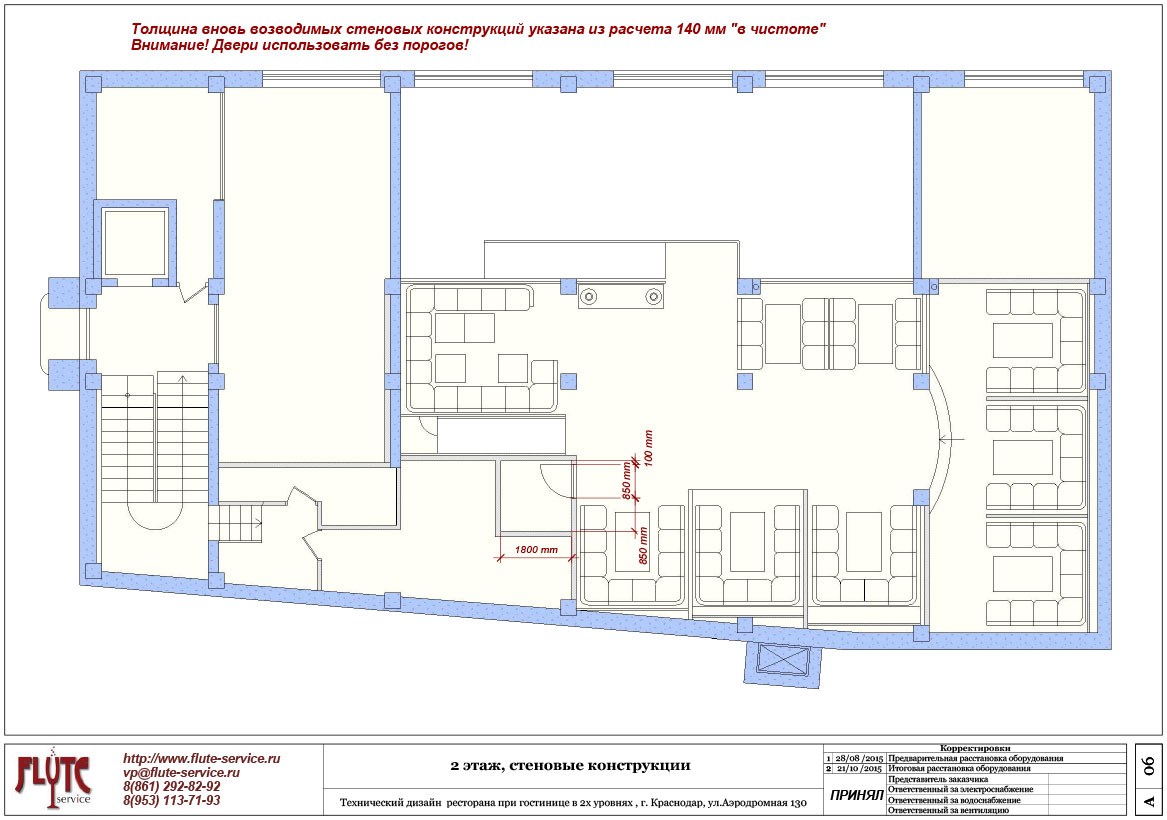 Толщина вновь возводимых стеновых конструкций указана из расчета 140 мм "в чистоте"
Внимание! Двери использовать без порогов!
100 mm
850 mm
850 mm
1800 mm
FLUTE
service
http://www.flute-service.ru
vp@flute-service.ru
8(861) 292-82-92
8(953) 113-71-93
2 этаж, стеновые конструкции
Технический дизайн ресторана при гостинице в 2х уровнях , г. Краснодар, ул.Аэродромная 130
Корректировки
1 28/08 /2015 Предварительная расстановка оборудования
2 21/10 /2015 Итоговая расстановка оборудования
ПРИНЯЛ
Представитель заказчика
Ответственный за электроснабжение
Ответственный за водоснабжение
Ответственный за вентиляцию
06
А